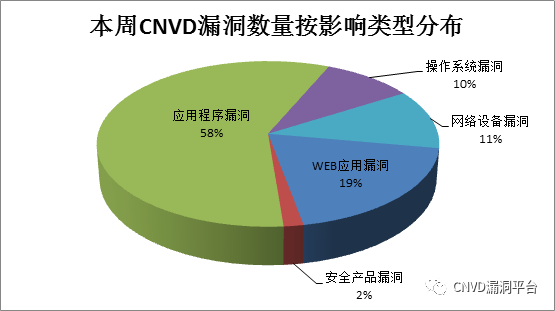 本周CNVD漏洞数量按影响类型分布
操作系统漏洞
10%
应用程序漏洞
58%
网络设备漏洞
11%
WEB应用漏洞
19%
安全产品漏洞
2%
CNVD漏洞平台